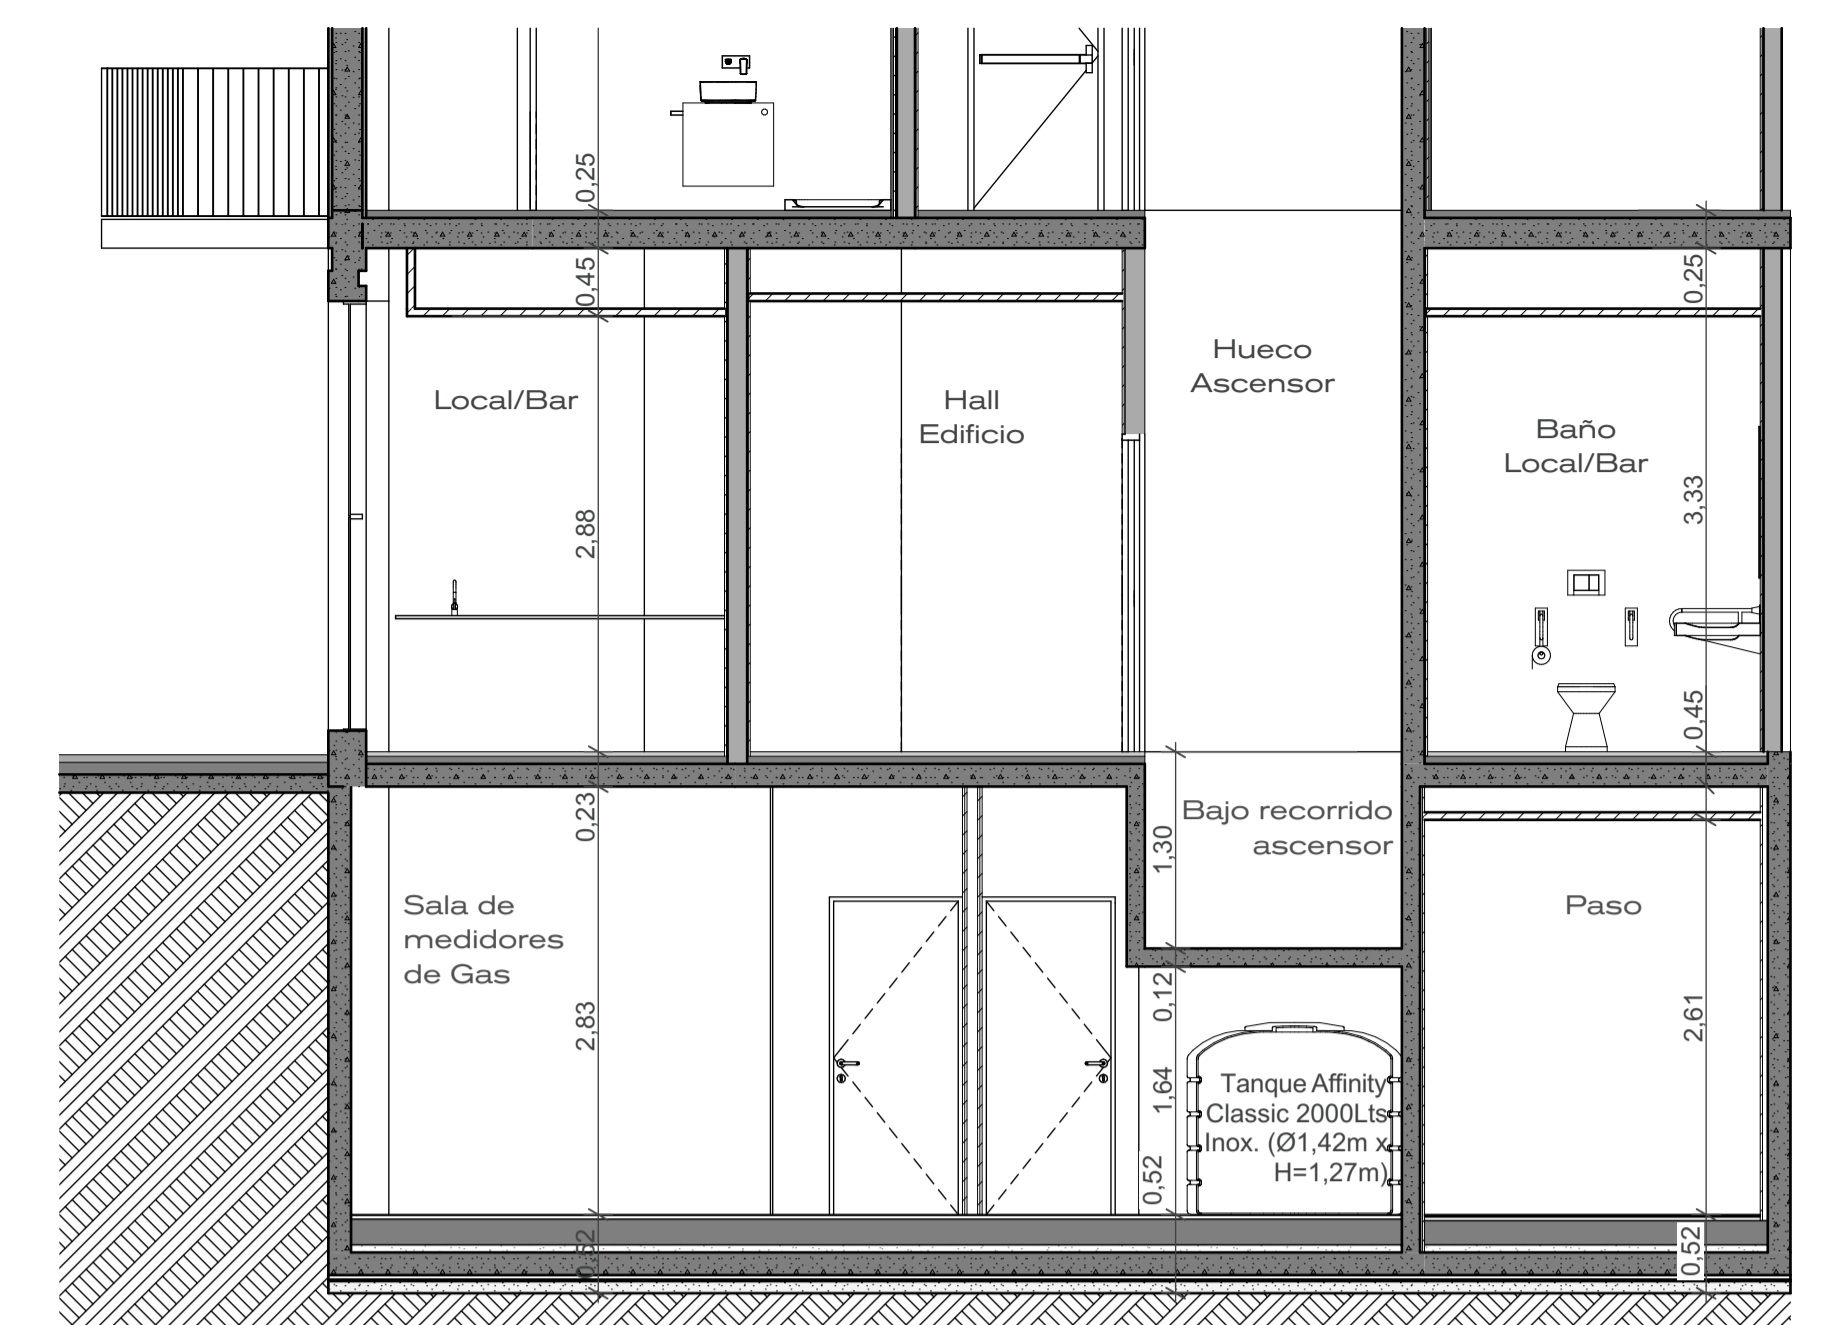 0,25
0,45
0,25
Local/Bar
Hall
Edificio
Hueco
Ascensor
Baño
Local/Bar
2,88
3,33
0,45
0,23
1,30
Bajo recorrido
ascensor
Sala de
medidores
de Gas
Paso
2,83
0,12
2,61
1,64
Tanque Affinity
Classic 2000Lts
Inox. (Ø1,42m x
H=1,27m)
0,52
0,52
0,52